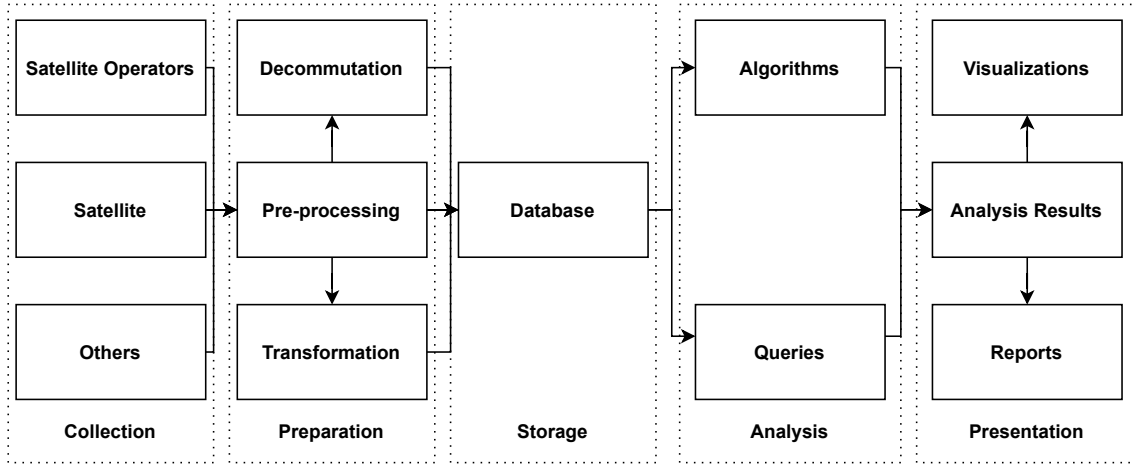 Satellite Operators
Decommutation
Algorithms
Visualizations
Satellite
Pre-processing
Database
Analysis Results
Others
Transformation
Queries
Reports
Collection
Preparation
Storage
Analysis
Presentation